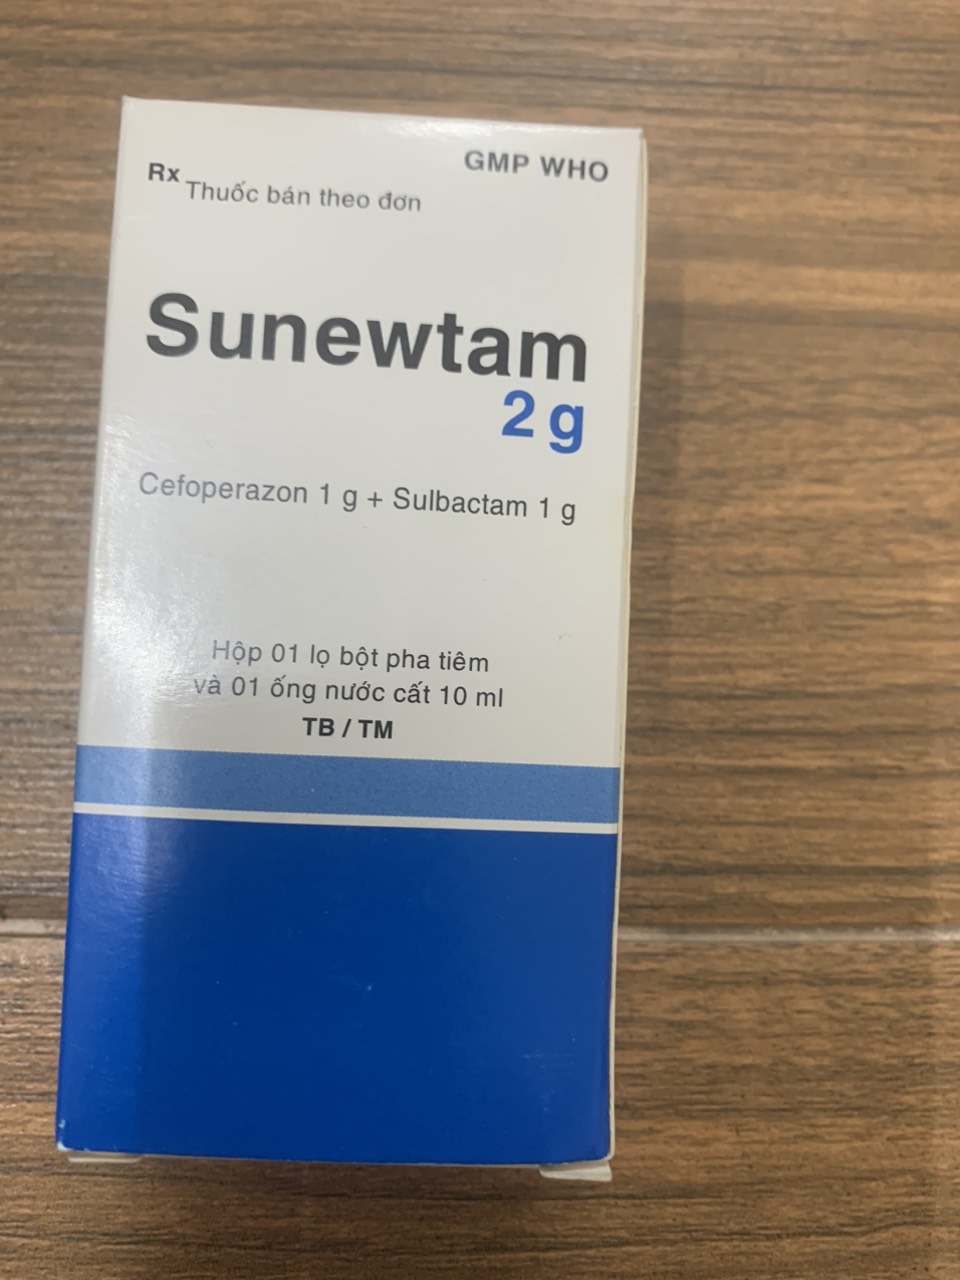 GMP WHO
Rx Thuốc bán theo đơn
Sunewtam
2 g
Cefoperazon 1 g + Sulbactam 1 g
Hộp 01 lọ bột pha tiêm
và 01 ống nước cất 10 ml
TB / TM